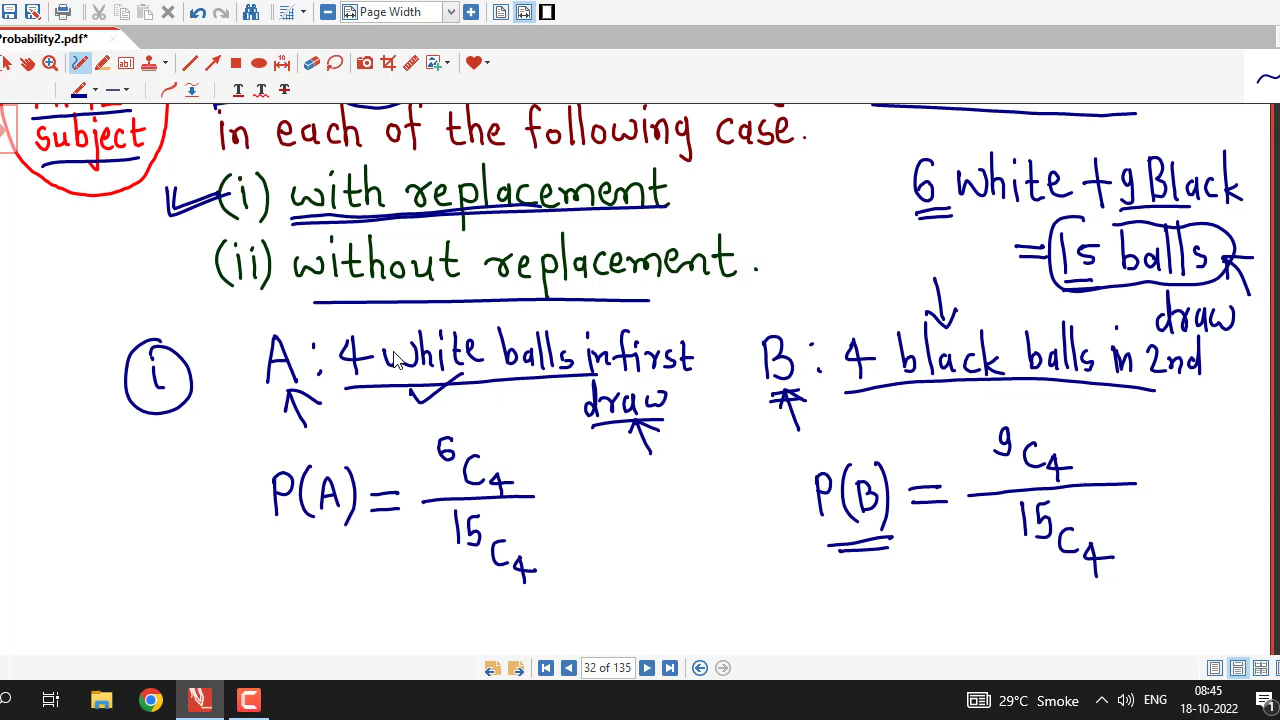 Page Width
Probability2.pdf*
subject
in each of the following case.
(i) with replacement
(ii) without replacement.
6 white + 9 Black
= 15 balls
draw
i
A: 4 white balls in first
draw
B: 4 black balls in 2nd
P(A) = ⁶C₄ / ¹⁵C₄
P(B) = ⁹C₄ / ¹⁵C₄
32 of 135
29°C Smoke
ENG
08:45
18-10-2022